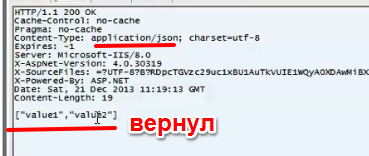 HTTP/1.1 200 OK
Cache-Control: no-cache
Pragma: no-cache
Content-Type: application/json; charset=utf-8
Expires: -1
Server: Microsoft-IIS/8.0
X-AspNet-Version: 4.0.30319
X-SourceFiles: =?UTF-8?B?RDpcTGVzc29uc1xBU1AuTkVUIE1WQyA0XDAwMiBX
X-Powered-By: ASP.NET
Date: Sat, 21 Dec 2013 11:19:13 GMT
Content-Length: 19
["value1","value2"]
вернул